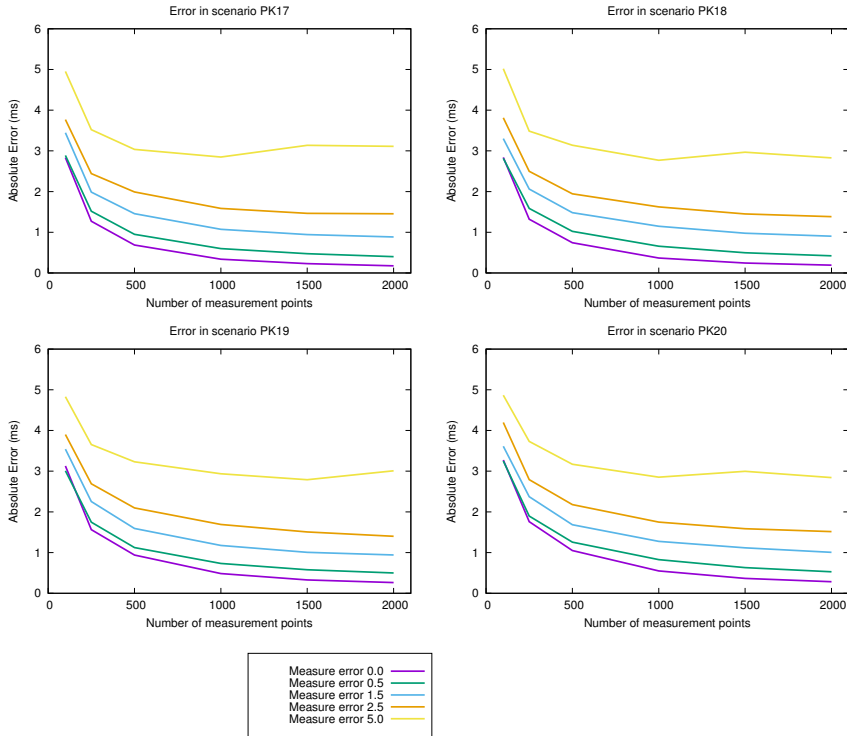 Error in scenario PK17
Absolute Error (ms)
6
5
4
3
2
1
0
0 500 1000 1500 2000
Number of measurement points
Error in scenario PK18
Absolute Error (ms)
6
5
4
3
2
1
0
0 500 1000 1500 2000
Number of measurement points
Error in scenario PK19
Absolute Error (ms)
6
5
4
3
2
1
0
0 500 1000 1500 2000
Number of measurement points
Error in scenario PK20
Absolute Error (ms)
6
5
4
3
2
1
0
0 500 1000 1500 2000
Number of measurement points
Measure error 0.0
Measure error 0.5
Measure error 1.5
Measure error 2.5
Measure error 5.0